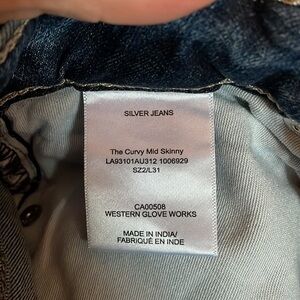 SILVER JEANS
The Curvy Mid Skinny
LA93101AU312 1006929
SZ2/L31
CA00508
WESTERN GLOVE WORKS
MADE IN INDIA/
FABRIQUÉ EN INDE